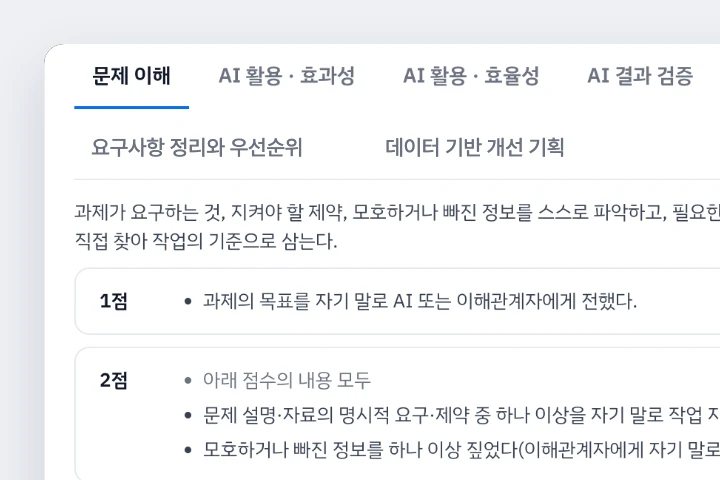 문제 이해 AI 활용 · 효과성 AI 활용 · 효율성 AI 결과 검증
요구사항 정리와 우선순위 데이터 기반 개선 기획
과제가 요구하는 것, 지켜야 할 제약, 모호하거나 빠진 정보를 스스로 파악하고, 필요한
직접 찾아 작업의 기준으로 삼는다.
1점 • 과제의 목표를 자기 말로 AI 또는 이해관계자에게 전했다.
2점 • 아래 점수의 내용 모두
• 문제 설명·자료의 명시적 요구·제약 중 하나 이상을 자기 말로 작업
• 모호하거나 빠진 정보를 하나 이상 짚었다(이해관계자에게 자기 말로